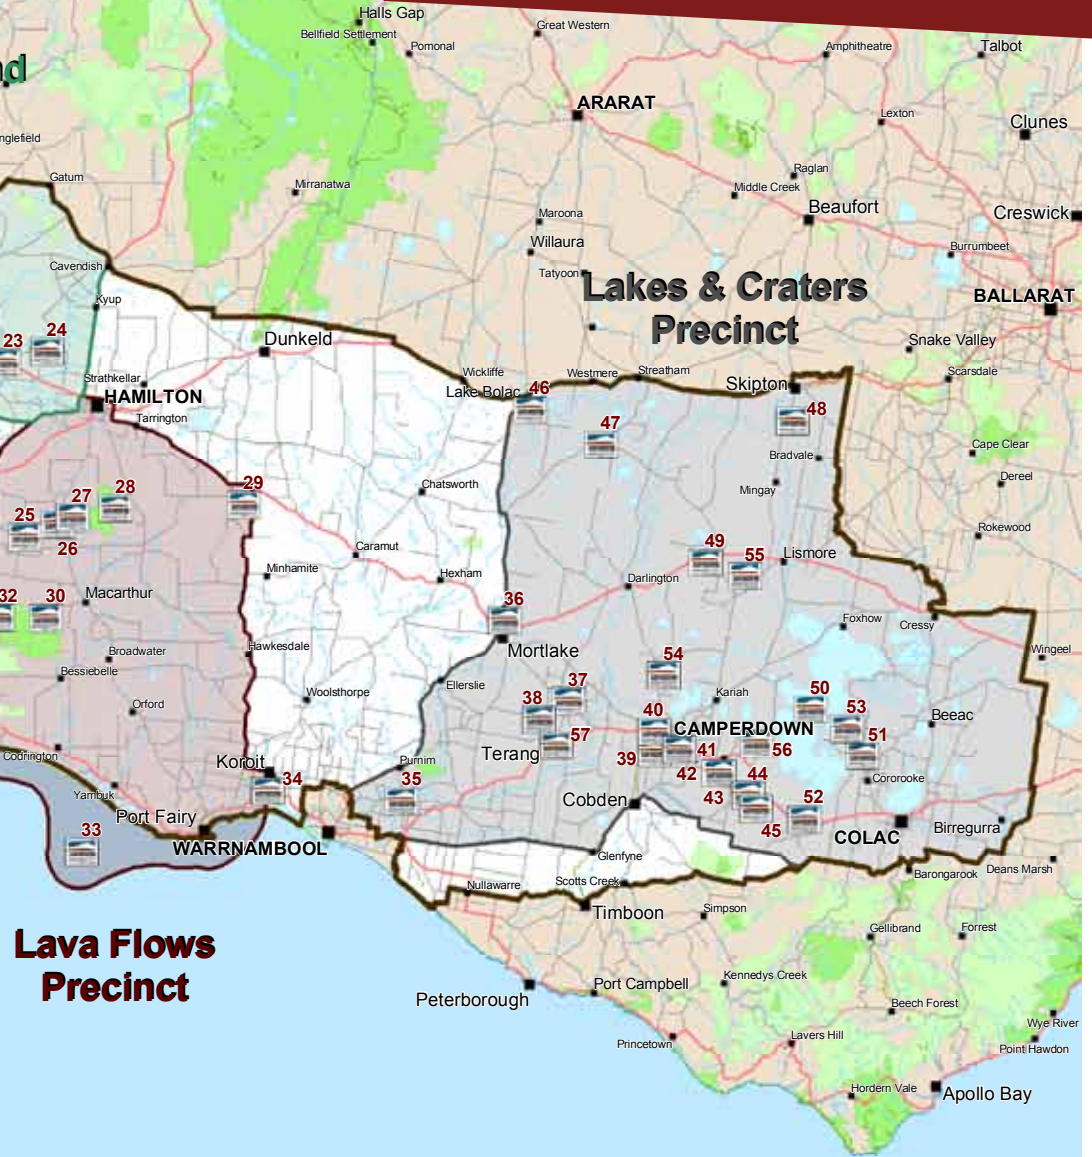 Halls Gap
Great Western
Bellfield Settlement
Pomonal
Amphitheatre
Talbot
nd
ARARAT
Lexton
Clunes
nglefield
Gatum
Mirranatwa
Raglan
Middle Creek
Beaufort
Maroona
Creswick
Willaura
Burrumbeet
Cavendish
Tatyoon
Lakes & Craters
Precinct
BALLARAT
Kyup
23
24
Dunkeld
Snake Valley
Wickliffe
Westmere
Streatham
Scarsdale
Strathkellar
Lake Bolac
46
Skipton
HAMILTON
Tarrington
47
48
Cape Clear
Bradvale
29
Chatsworth
Mingay
Dereel
27
28
25
26
Rokewood
Caramut
49
55
Lismore
Minhamite
Hexham
Darlington
32
30
Macarthur
36
Foxhow
Cressy
Hawkesdale
Mortlake
Wingeel
Broadwater
54
Bessiebelle
Ellerslie
Woolsthorpe
37
38
Kariah
50
53
Orford
40
CAMPERDOWN
Beeac
57
51
Codrington
Terang
39
41
56
Koroit
Purnim
42
34
35
44
Cororooke
Yambuk
43
Cobden
52
Port Fairy
45
COLAC
Birregurra
33
WARRNAMBOOL
Glenfyne
Barongarook
Deans Marsh
Nullawarre
Scotts Creek
Timboon
Simpson
Gellibrand
Forrest
Lava Flows
Precinct
Kennedys Creek
Port Campbell
Peterborough
Beech Forest
Wye River
Princetown
Lavers Hill
Point Hawdon
Hordern Vale
Apollo Bay